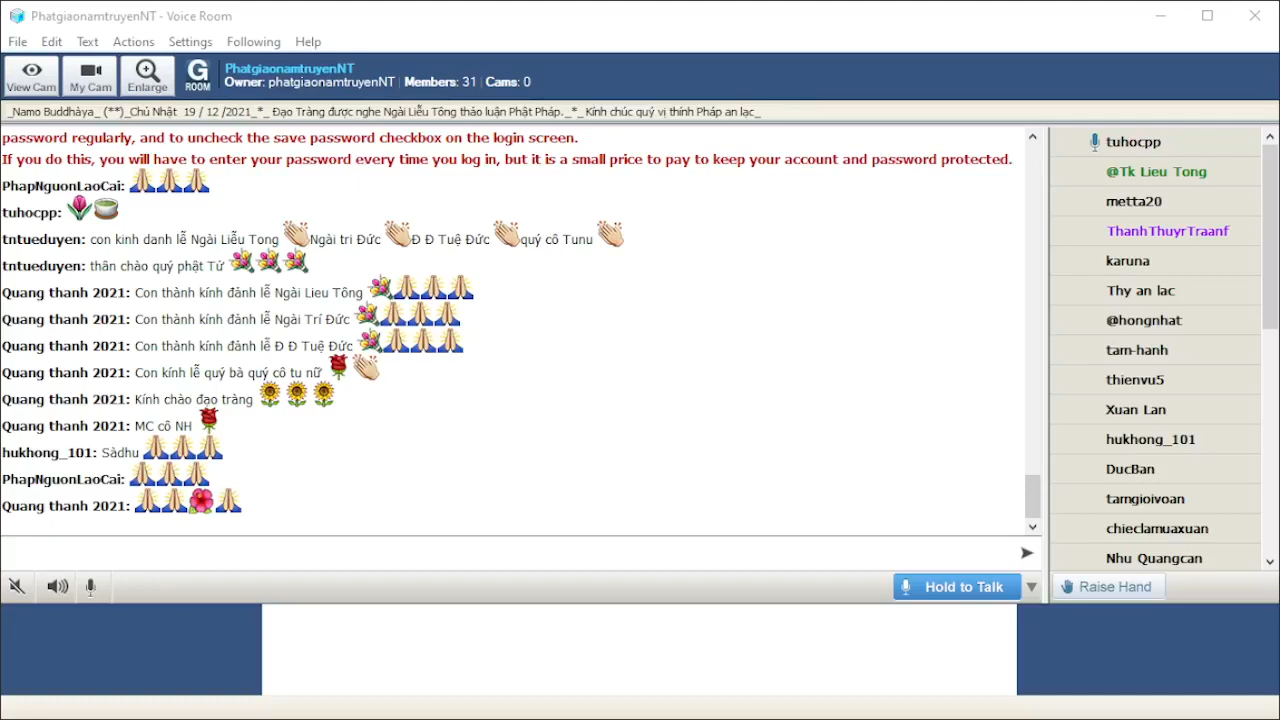 PhatgiaonamtruyenNT - Voice Room
File Edit Text Actions Settings Following Help
View Cam My Cam Enlarge G ROOM
PhatgiaonamtruyenNT
Owner: phatgiaonamtruyenNT | Members: 31 | Cams: 0
_Namo Buddhàya_ (**)_Chủ Nhật 19 / 12 /2021_*_ Đạo Tràng được nghe Ngài Liễu Tông thảo luận Phật Pháp._*_Kính chúc quý vị thính Pháp an lạc_
password regularly, and to uncheck the save password checkbox on the login screen.
If you do this, you will have to enter your password every time you log in, but it is a small price to pay to keep your account and password protected.
PhapNguonLaoCai:
tuhocpp:
tntueduyen: con kinh danh lễ Ngài Liễu Tong Ngài tri Đức Đ Đ Tuệ Đức quý cô Tunu
tntueduyen: thân chào quý phật Tử
Quang thanh 2021: Con thành kính đảnh lễ Ngài Lieu Tông
Quang thanh 2021: Con thành kính đảnh lễ Ngài Trí Đức
Quang thanh 2021: Con thành kính đảnh lễ Đ Đ Tuệ Đức
Quang thanh 2021: Con kính lễ quý bà quý cô tu nữ
Quang thanh 2021: Kính chào đạo tràng
Quang thanh 2021: MC cô NH
hukhong_101: Sàdhu
PhapNguonLaoCai:
Quang thanh 2021:
tuhocpp
@Tk Lieu Tong
metta20
ThanhThuyrTraanf
karuna
Thy an lac
@hongnhat
tam-hanh
thienvu5
Xuan Lan
hukhong_101
DucBan
tamgioivoan
chieclamuaxuan
Nhu Quangcan
Hold to Talk
Raise Hand